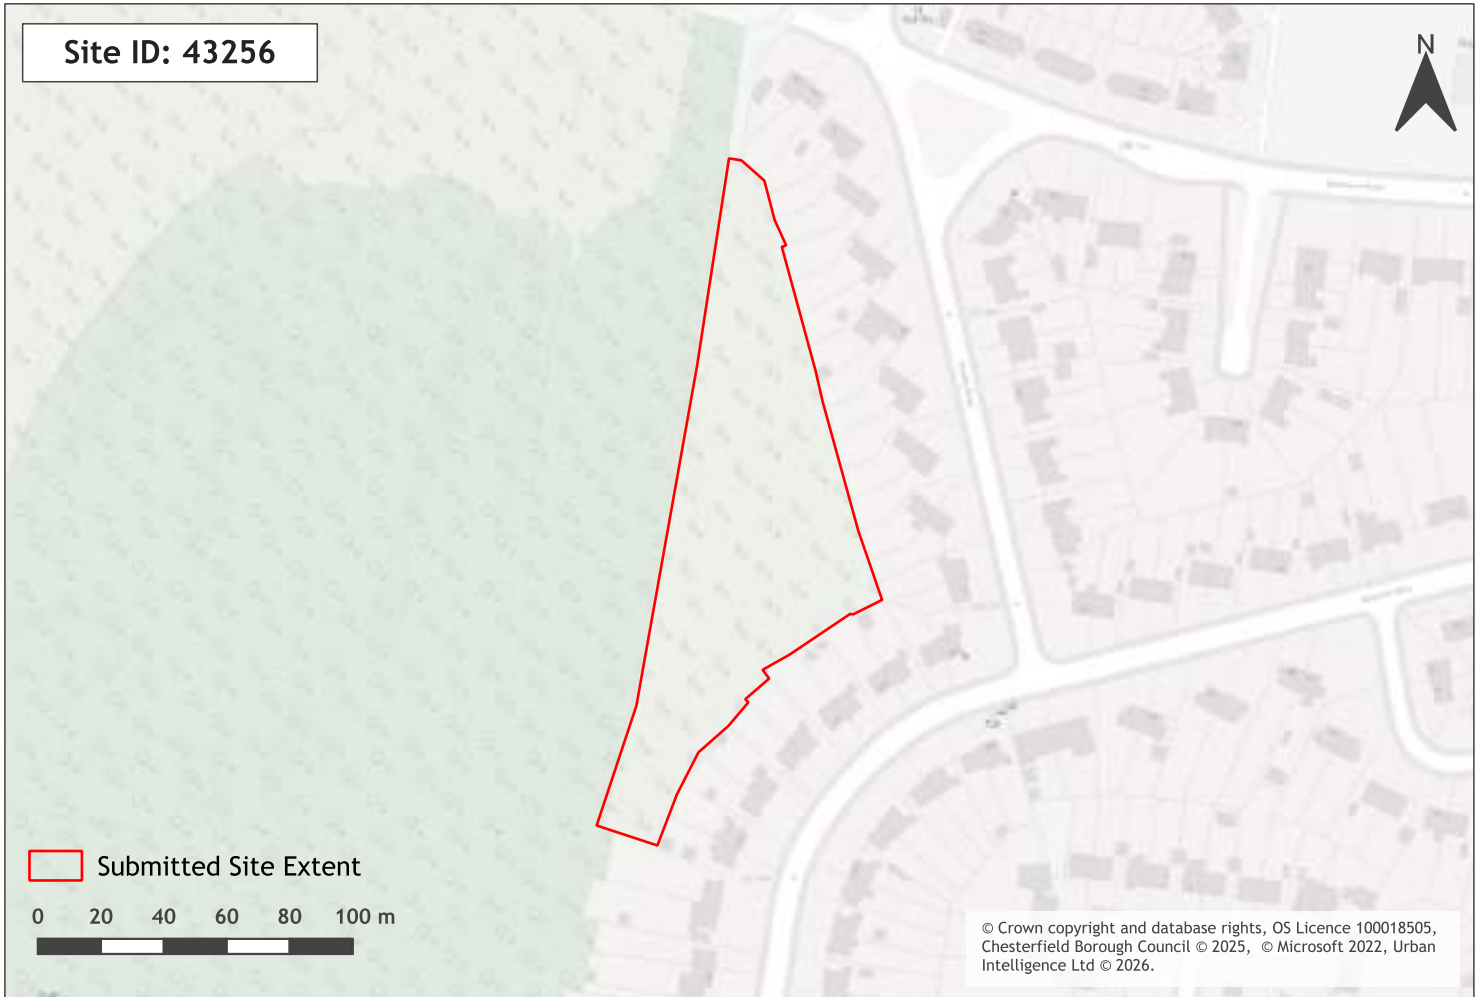 Site ID: 43256
N
Submitted Site Extent
0 20 40 60 80 100 m
© Crown copyright and database rights, OS Licence 100018505,
Chesterfield Borough Council © 2025, © Microsoft 2022, Urban
Intelligence Ltd © 2026.